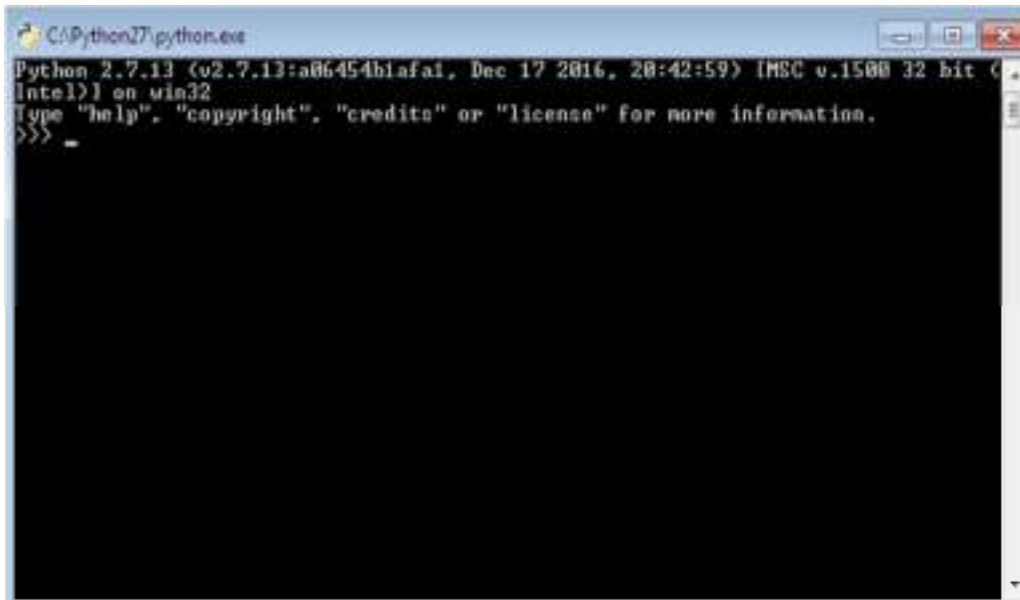 C:\Python27\python.exe
Python 2.7.13 (v2.7.13:a06454b1afa1, Dec 17 2016, 20:42:59) [MSC v.1500 32 bit (
Intel)] on win32
Type "help", "copyright", "credits" or "license" for more information.
>>> _